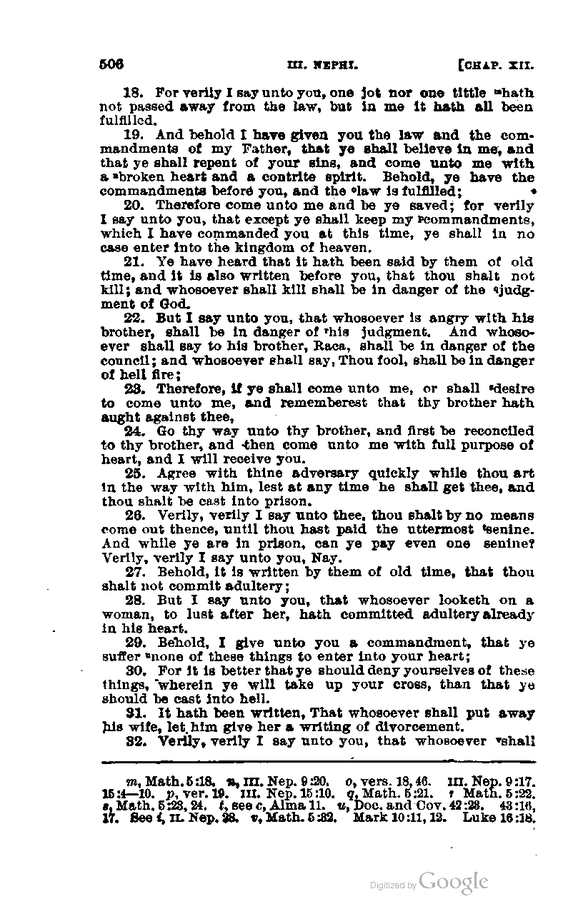 506 III. NEPHI. [CHAP. XII.
18. For verily I say unto you, one jot nor one tittle ᵐhath
not passed away from the law, but in me it hath all been
fulfilled.
19. And behold I have given you the law and the com-
mandments of my Father, that ye shall believe in me, and
that ye shall repent of your sins, and come unto me with
a ⁿbroken heart and a contrite spirit. Behold, ye have the
commandments before you, and the ᵒlaw is fulfilled;
20. Therefore come unto me and be ye saved; for verily
I say unto you, that except ye shall keep my ᵖcommandments,
which I have commanded you at this time, ye shall in no
case enter into the kingdom of heaven.
21. Ye have heard that it hath been said by them of old
time, and it is also written before you, that thou shalt not
kill; and whosoever shall kill shall be in danger of the qjudg-
ment of God.
22. But I say unto you, that whosoever is angry with his
brother, shall be in danger of ʳhis judgment. And whoso-
ever shall say to his brother, Raca, shall be in danger of the
council; and whosoever shall say, Thou fool, shall be in danger
of hell fire;
23. Therefore, if ye shall come unto me, or shall ˢdesire
to come unto me, and rememberest that thy brother hath
aught against thee,
24. Go thy way unto thy brother, and first be reconciled
to thy brother, and then come unto me with full purpose of
heart, and I will receive you.
25. Agree with thine adversary quickly while thou art
in the way with him, lest at any time he shall get thee, and
thou shalt be cast into prison.
26. Verily, verily I say unto thee, thou shalt by no means
come out thence, until thou hast paid the uttermost ᵗsenine.
And while ye are in prison, can ye pay even one senine?
Verily, verily I say unto you, Nay.
27. Behold, it is written by them of old time, that thou
shalt not commit adultery;
28. But I say unto you, that whosoever looketh on a
woman, to lust after her, hath committed adultery already
in his heart.
29. Behold, I give unto you a commandment, that ye
suffer ᵘnone of these things to enter into your heart;
30. For it is better that ye should deny yourselves of these
things, wherein ye will take up your cross, than that ye
should be cast into hell.
31. It hath been written, That whosoever shall put away
his wife, let him give her a writing of divorcement.
32. Verily, verily I say unto you, that whosoever ᵛshall
m, Math. 5:18. n, III. Nep. 9:20. o, vers. 18, 46. III. Nep. 9:17.
15:4—10. p, ver. 19. III. Nep. 15:10. q, Math. 5:21. r Math. 5:22.
s, Math. 5:23, 24. t, see c, Alma 11. u, Doc. and Cov. 42:23. 43:16,
17. See f, II. Nep. 28. v, Math. 5:32. Mark 10:11, 12. Luke 16:18.
Digitized by Google